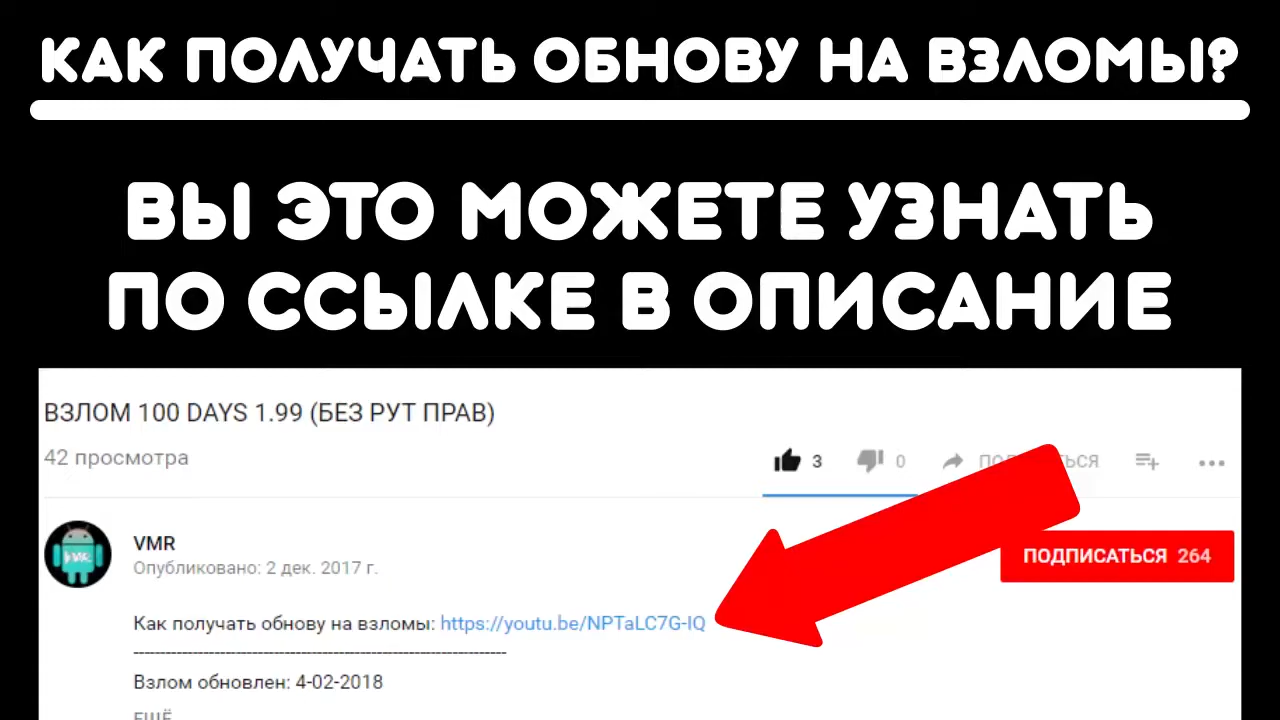 КАК ПОЛУЧАТЬ ОБНОВУ НА ВЗЛОМЫ?
ВЫ ЭТО МОЖЕТЕ УЗНАТЬ
ПО ССЫЛКЕ В ОПИСАНИЕ
ВЗЛОМ 100 DAYS 1.99 (БЕЗ РУТ ПРАВ)
42 просмотра
3 0
VMR
Опубликовано: 2 дек. 2017 г.
ПОДПИСАТЬСЯ 264
Как получать обнову на взломы: https://youtu.be/NPTaLC7G-IQ
--------------------------------------------------------------------------
Взлом обновлен: 4-02-2018
ЕЩЁ